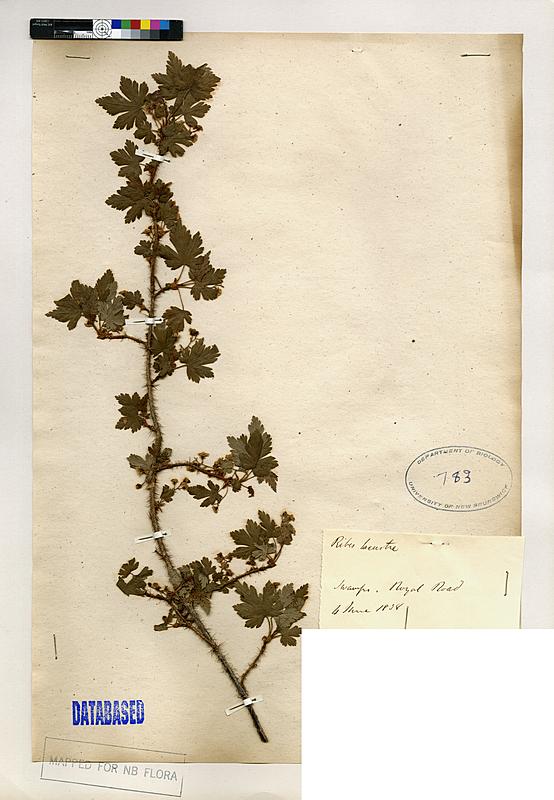 DEPARTMENT OF BIOLOGY
783
UNIVERSITY OF NEW BRUNSWICK
Ribes lacustre
Swamps. Royal Road
6 June 1838
DATABASED
MAPPED FOR NB FLORA